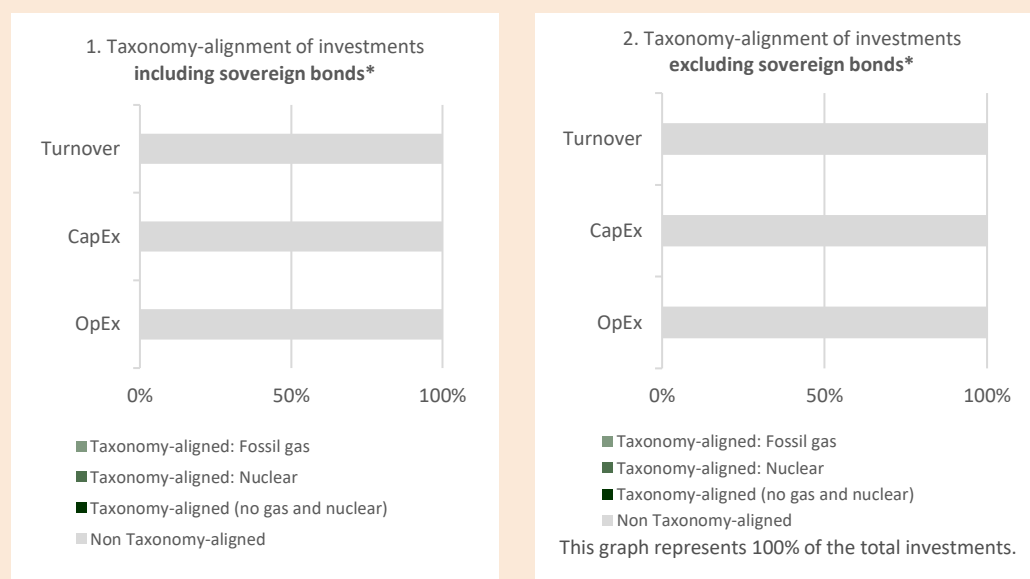 1. Taxonomy-alignment of investments
including sovereign bonds*
Turnover
CapEx
OpEx
0%
50%
100%
Taxonomy-aligned: Fossil gas
Taxonomy-aligned: Nuclear
Taxonomy-aligned (no gas and nuclear)
Non Taxonomy-aligned
2. Taxonomy-alignment of investments
excluding sovereign bonds*
Turnover
CapEx
OpEx
0%
50%
100%
Taxonomy-aligned: Fossil gas
Taxonomy-aligned: Nuclear
Taxonomy-aligned (no gas and nuclear)
Non Taxonomy-aligned
This graph represents 100% of the total investments.